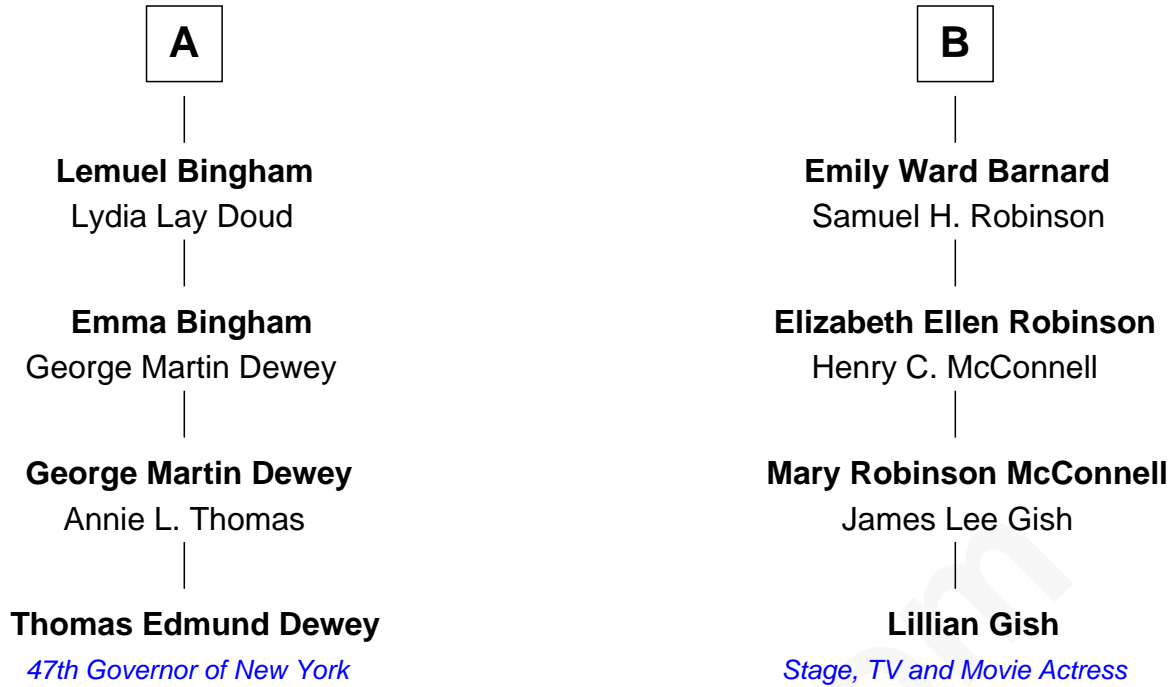 A
Lemuel Bingham
Lydia Lay Doud
Emma Bingham
George Martin Dewey
George Martin Dewey
Annie L. Thomas
Thomas Edmund Dewey
47th Governor of New York
B
Emily Ward Barnard
Samuel H. Robinson
Elizabeth Ellen Robinson
Henry C. McConnell
Mary Robinson McConnell
James Lee Gish
Lillian Gish
Stage, TV and Movie Actress